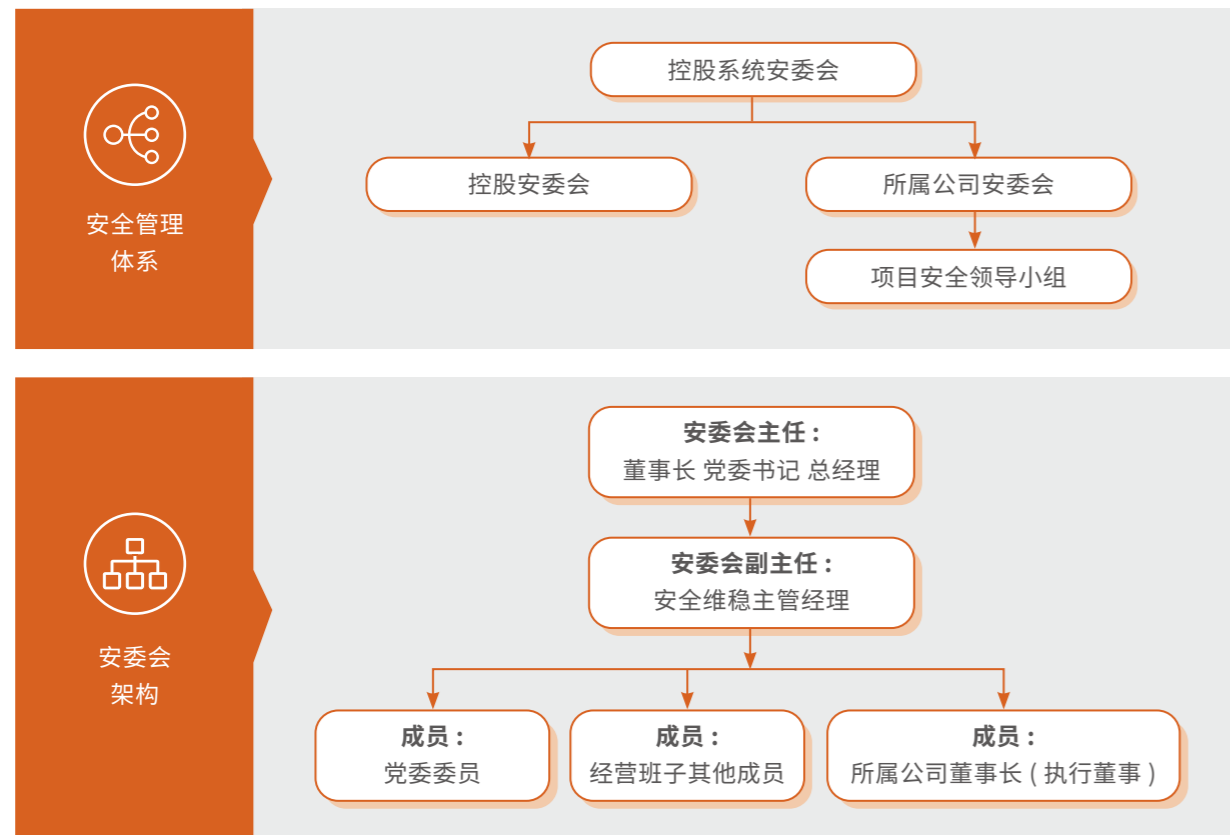 安全管理
体系
控股系统安委会
控股安委会
所属公司安委会
项目安全领导小组
安委会
架构
安委会主任：
董事长 党委书记 总经理
安委会副主任：
安全维稳主管经理
成员：
党委委员
成员：
经营班子其他成员
成员：
所属公司董事长 ( 执行董事 )